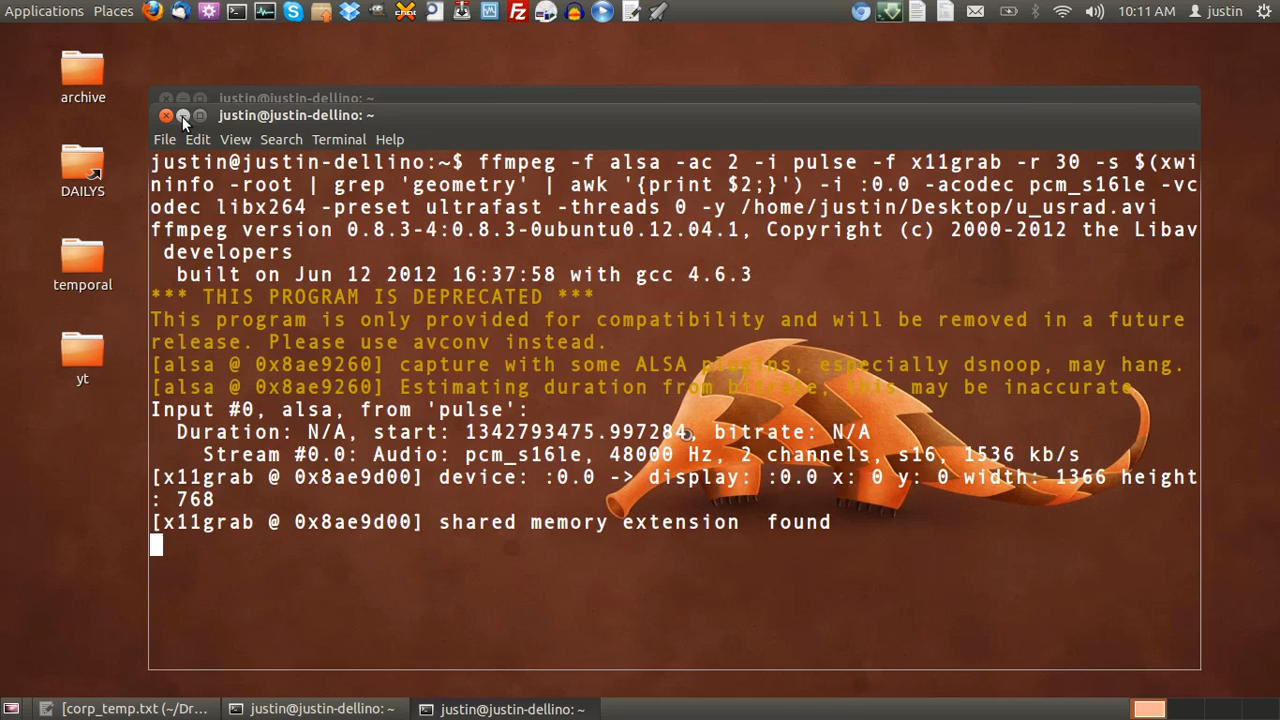 Applications Places chat 10:11 AM justin
archive
DAILYS
temporal
yt
justin@justin-dellino: ~
justin@justin-dellino: ~
File Edit View Search Terminal Help
justin@justin-dellino:~$ ffmpeg -f alsa -ac 2 -i pulse -f x11grab -r 30 -s $(xwi
ninfo -root | grep 'geometry' | awk '{print $2;}') -i :0.0 -acodec pcm_s16le -vc
odec libx264 -preset ultrafast -threads 0 -y /home/justin/Desktop/u_usrad.avi
ffmpeg version 0.8.3-4:0.8.3-0ubuntu0.12.04.1, Copyright (c) 2000-2012 the Libav
 developers
  built on Jun 12 2012 16:37:58 with gcc 4.6.3
*** THIS PROGRAM IS DEPRECATED ***
This program is only provided for compatibility and will be removed in a future
release. Please use avconv instead.
[alsa @ 0x8ae9260] capture with some ALSA plugins, especially dsnoop, may hang.
[alsa @ 0x8ae9260] Estimating duration from bitrate, this may be inaccurate
Input #0, alsa, from 'pulse':
  Duration: N/A, start: 1342793475.997284, bitrate: N/A
    Stream #0.0: Audio: pcm_s16le, 48000 Hz, 2 channels, s16, 1536 kb/s
[x11grab @ 0x8ae9d00] device: :0.0 -> display: :0.0 x: 0 y: 0 width: 1366 height
: 768
[x11grab @ 0x8ae9d00] shared memory extension  found
[corp_temp.txt (~/Dr... justin@justin-dellino: ~ justin@justin-dellino: ~